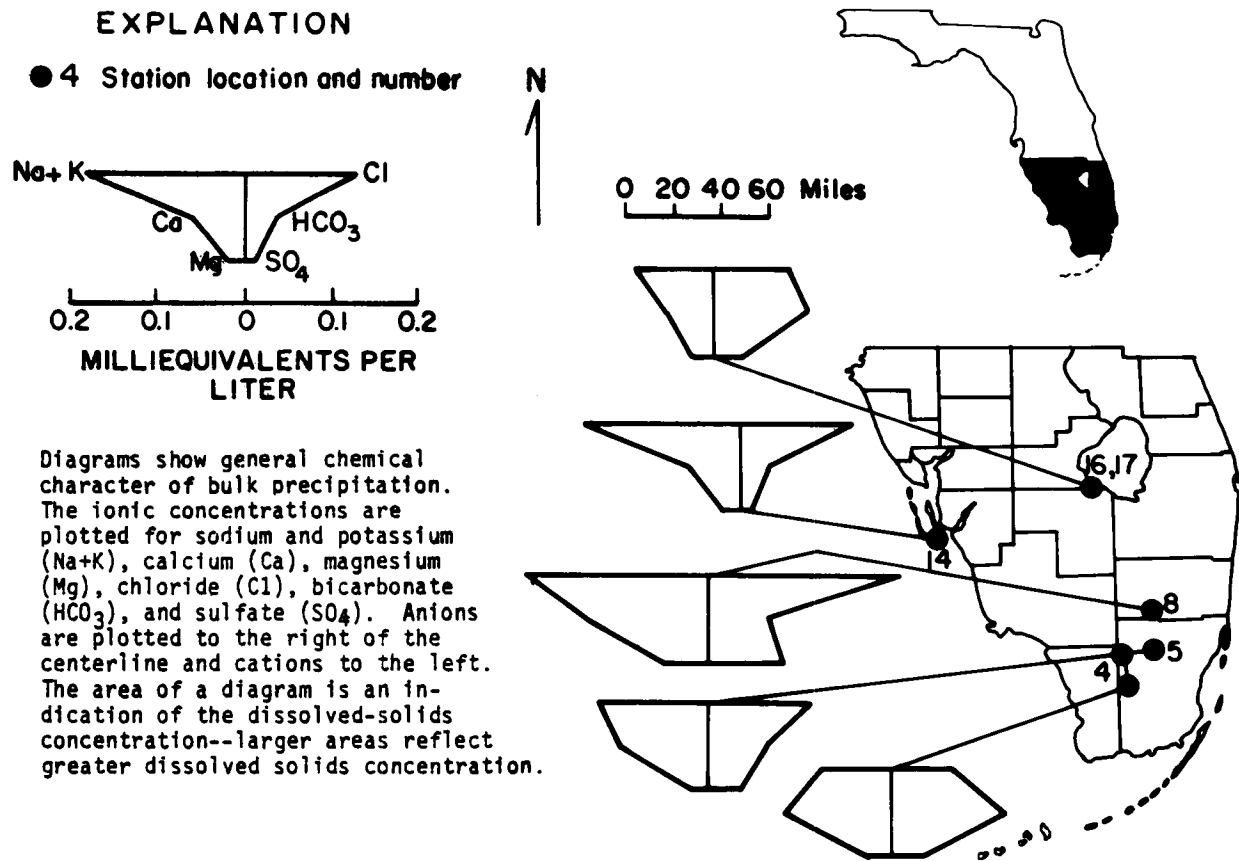 EXPLANATION
4 Station location and number
N
Na+K Cl
Ca HCO3
Mg SO4
0.2 0.1 0 0.1 0.2
MILLIEQUIVALENTS PER
LITER
0 20 40 60 Miles
Diagrams show general chemical
character of bulk precipitation.
The ionic concentrations are
plotted for sodium and potassium
(Na+K), calcium (Ca), magnesium
(Mg), chloride (Cl), bicarbonate
(HCO3), and sulfate (SO4). Anions
are plotted to the right of the
centerline and cations to the left.
The area of a diagram is an in-
dication of the dissolved-solids
concentration--larger areas reflect
greater dissolved solids concentration.
16,17
4
8
5
4